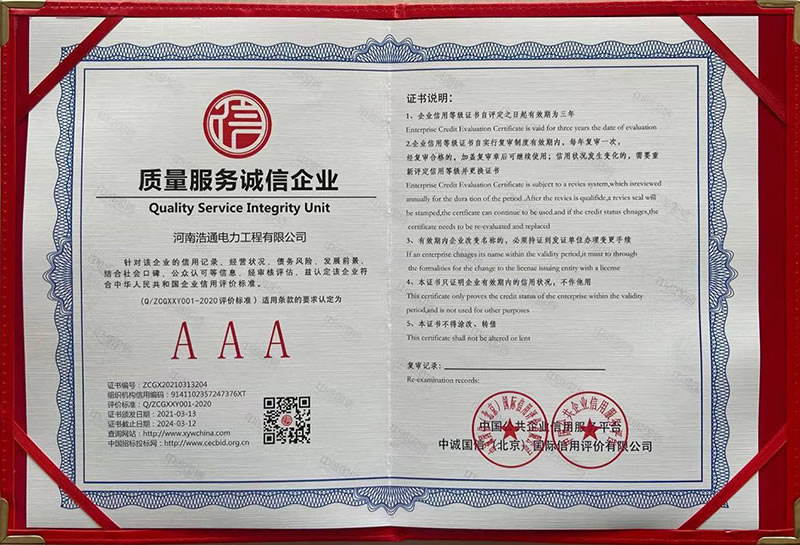 信
质量服务诚信企业
Quality Service Integrity Unit
河南浩通电力工程有限公司
针对该企业的信用记录、经营状况、债务风险、发展前景、
结合社会口碑、公众认可等信息，经审核评估，兹认定该企业符
合中华人民共和国企业信用评价标准。
(Q/ZCQXXY001-2020评价标准）适用条款的要求认定为
AAA
证书编号：ZCGX20210313204
组织机构信用编码：9141102357247376XT
评价标准：Q/ZCGXXY001-2020
证书颁发日期：2021-03-13
证书截止日期：2024-03-12
查询网站：http://www.xywchina.com
中国招标投标网：http://www.cecbid.org.cn
证书说明：
1、企业信用等级证书自评定之日起有效期为三年
Enterprise Credit Evaluation Certificate is vaid for three years the date of evaluation
2.企业信用等级证书自实行复审制度有效期内，每年复审一次，
经复审合格的，加盖复审章后可继续使用；信用状况发生变化的，需要重
新评定信用等级并更换证书
Enterprise Credit Evaluation Certificate is subject to a revies system,which isreviewed
annually for the dura tion of the period .After the revies is qualifide,a revies seal will
be stamped,the certificate can continue to be used.and if the credit status chnages,the
certificate needs to be re-evaluated and replaced
3、有效期内企业改变名称的，必须持证到发证单位办理变更手续
If an enterprise chnages its name within the validity period,it must to through
the formalities for the change to the license issuing entity with a license
4、本证书只证明企业有效期内的信用状况，不作他用
This certificate only proves the credit status of the enterprise within the validity
period,and is not used for other purposes
5、本证书不得涂改、转借
This certificate shall not be altered or lent
复审记录：
Re-examination records:
中国公共企业信用服务平台
中诚国信（北京）国际信用评价有限公司